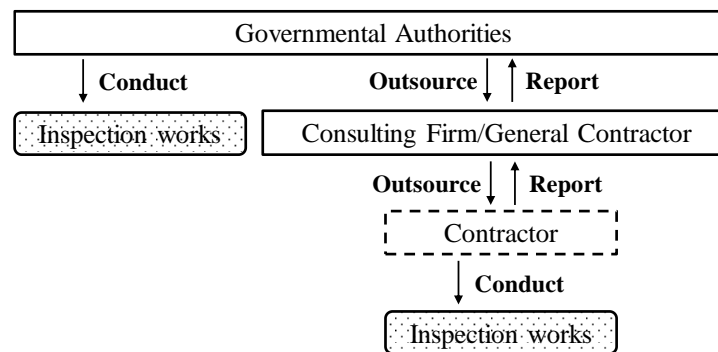 Governmental Authorities
Conduct
Outsource
Report
Inspection works
Consulting Firm/General Contractor
Outsource
Report
Contractor
Conduct
Inspection works